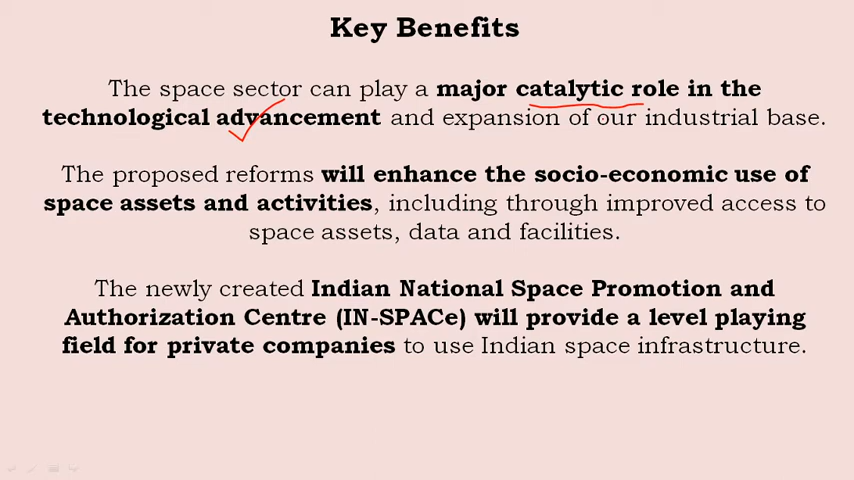 Key Benefits
The space sector can play a major catalytic role in the
technological advancement and expansion of our industrial base.
The proposed reforms will enhance the socio-economic use of
space assets and activities, including through improved access to
space assets, data and facilities.
The newly created Indian National Space Promotion and
Authorization Centre (IN-SPACe) will provide a level playing
field for private companies to use Indian space infrastructure.